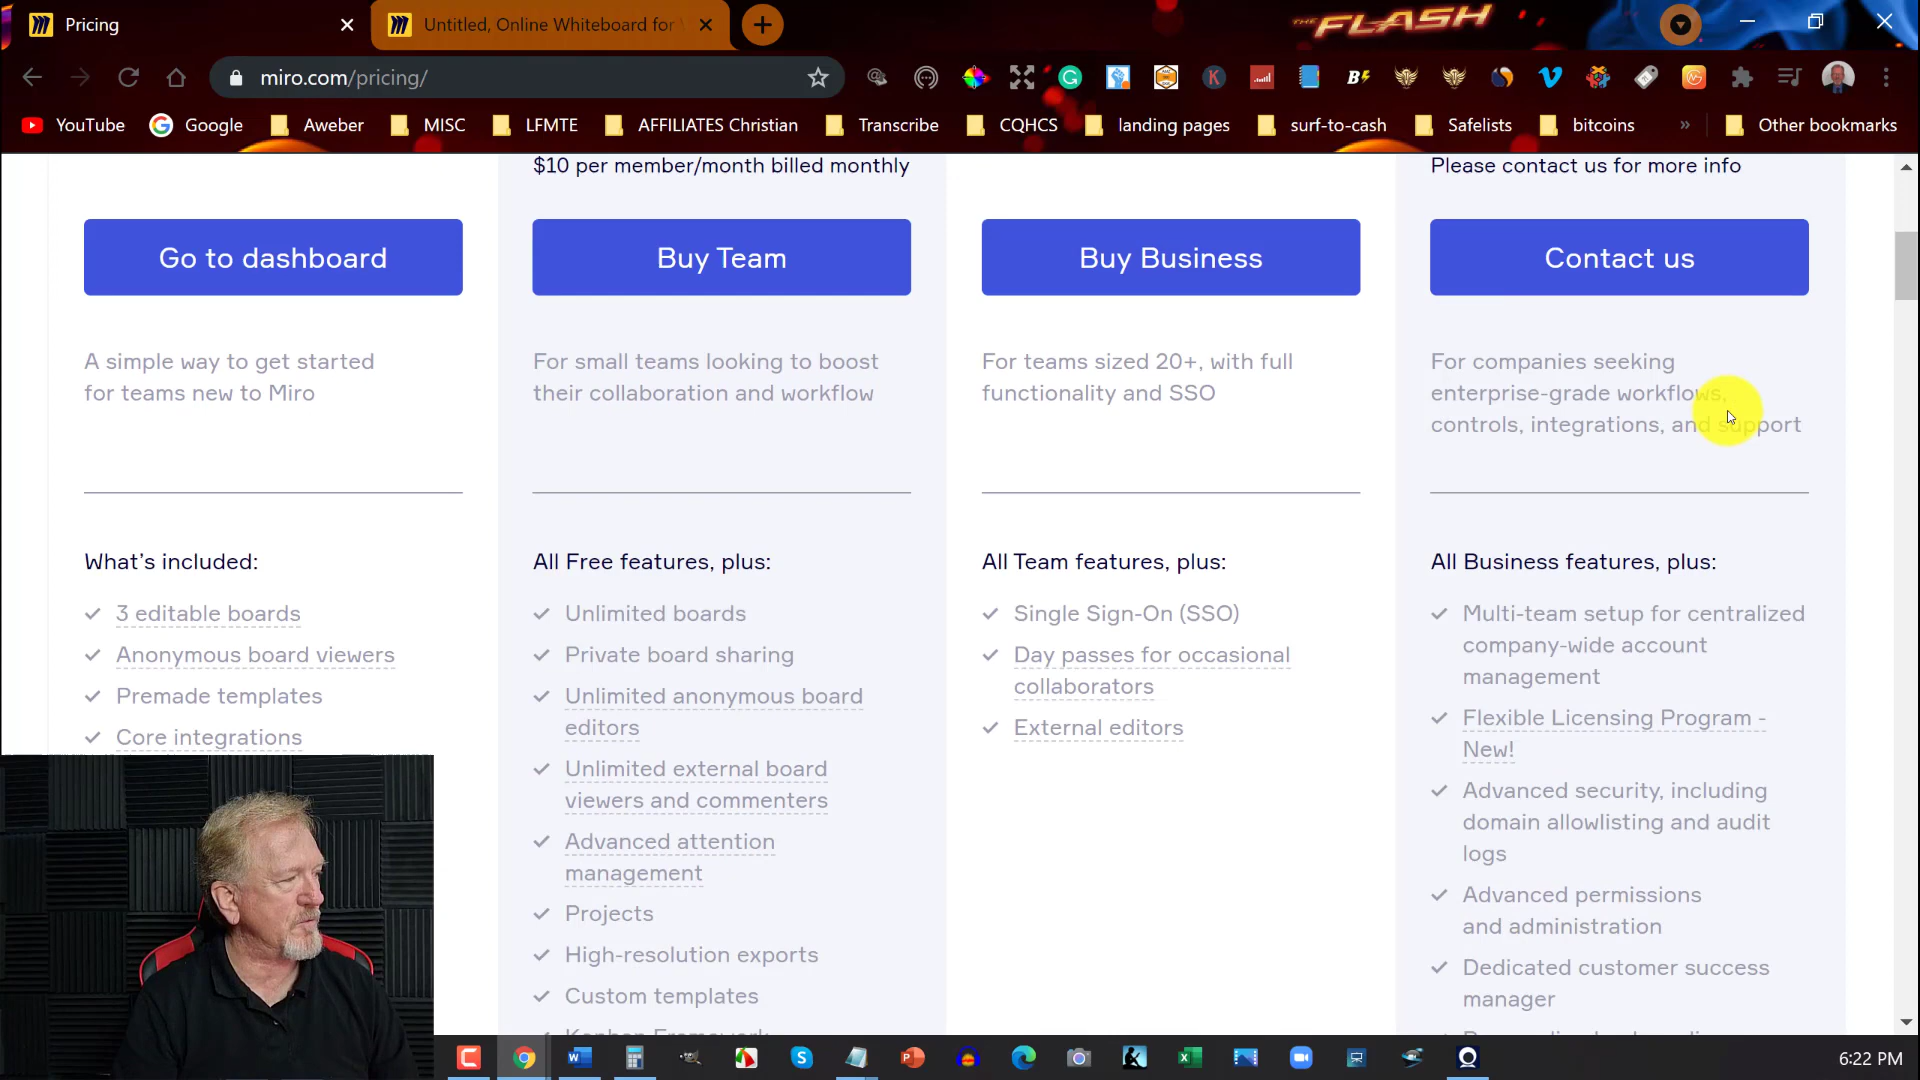 Pricing
Untitled, Online Whiteboard for
THE FLASH
miro.com/pricing/
YouTube
Google
Aweber
MISC
LFMTE
AFFILIATES Christian
Transcribe
CQHCS
landing pages
surf-to-cash
Safelists
bitcoins
»
Other bookmarks
$10 per member/month billed monthly
Please contact us for more info
Go to dashboard
Buy Team
Buy Business
Contact us
A simple way to get started
for teams new to Miro
For small teams looking to boost
their collaboration and workflow
For teams sized 20+, with full
functionality and SSO
For companies seeking
enterprise-grade workflows,
controls, integrations, and support
What's included:
3 editable boards
Anonymous board viewers
Premade templates
Core integrations
All Free features, plus:
Unlimited boards
Private board sharing
Unlimited anonymous board
editors
Unlimited external board
viewers and commenters
Advanced attention
management
Projects
High-resolution exports
Custom templates
All Team features, plus:
Single Sign-On (SSO)
Day passes for occasional
collaborators
External editors
All Business features, plus:
Multi-team setup for centralized
company-wide account
management
Flexible Licensing Program -
New!
Advanced security, including
domain allowlisting and audit
logs
Advanced permissions
and administration
Dedicated customer success
manager
6:22 PM